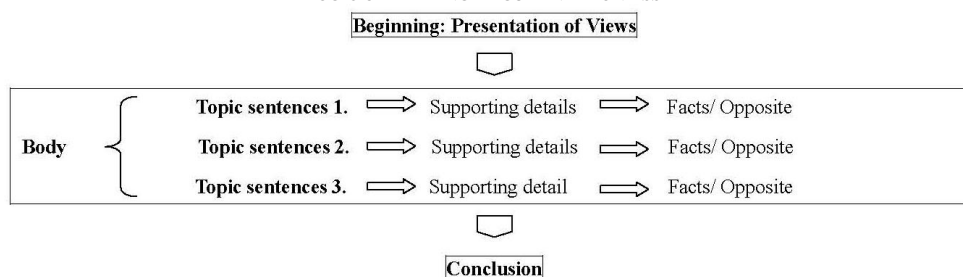 Beginning: Presentation of Views
Topic sentences 1. Supporting details Facts/ Opposite
Body Topic sentences 2. Supporting details Facts/ Opposite
Topic sentences 3. Supporting detail Facts/ Opposite
Conclusion